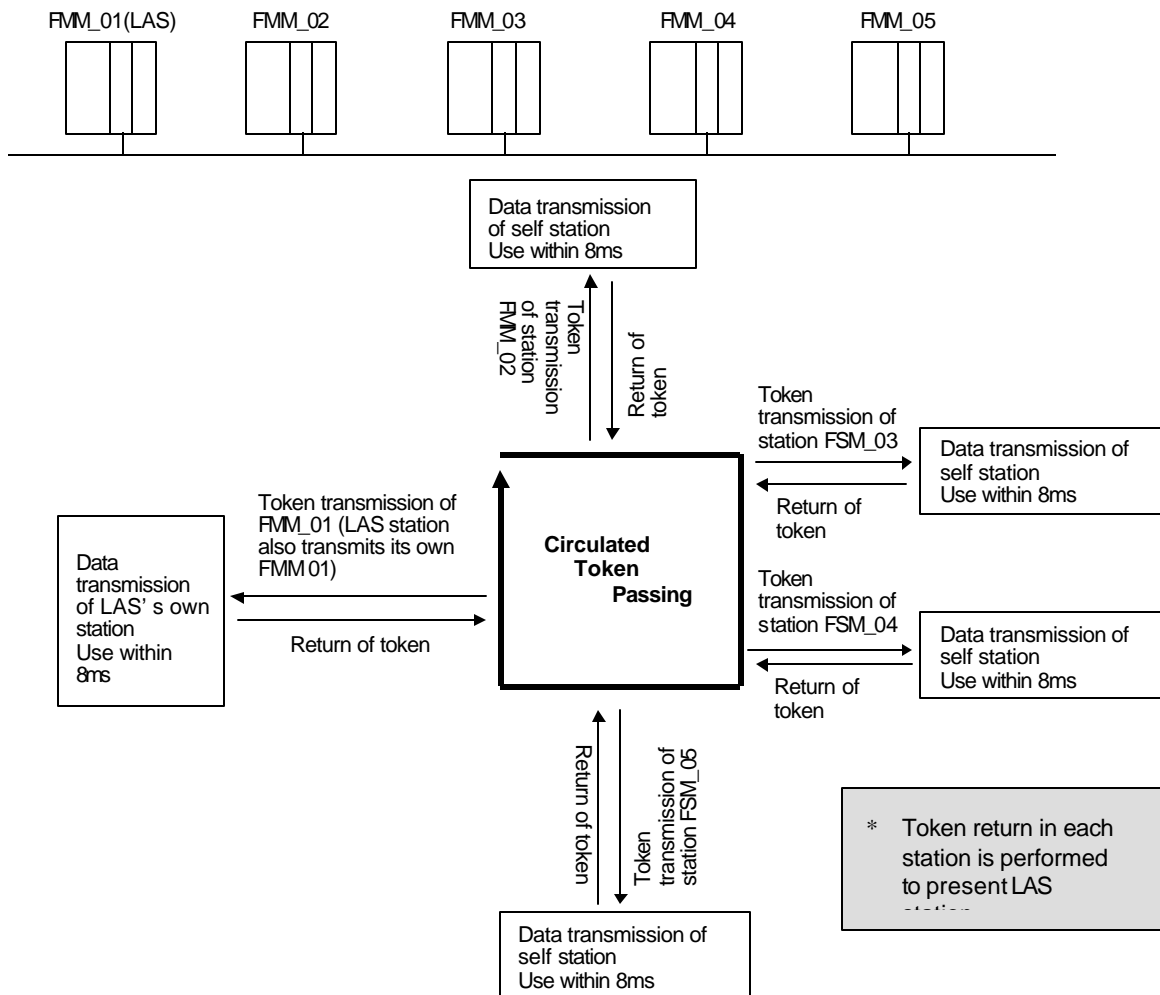 FMM_01(LAS)
FMM_02
FMM_03
FMM_04
FMM_05
Data transmission
of self station
Use within 8ms
Token
transmission
of station
FMM_02
Return of
token
Token
transmission of
station FSM_03
Data transmission of
self station
Use within 8ms
Return of
token
Token transmission of
FMM_01 (LAS station
also transmits its own
FMM 01)
Data
transmission
of LAS's own
station
Use within
8ms
Return of token
Circulated
Token
Passing
Token
transmission of
station FSM_04
Data transmission of
self station
Use within 8ms
Return of
token
Return of token
Token
transmission of
station FSM_05
* Token return in each
station is performed
to present LAS
station
Data transmission of
self station
Use within 8ms